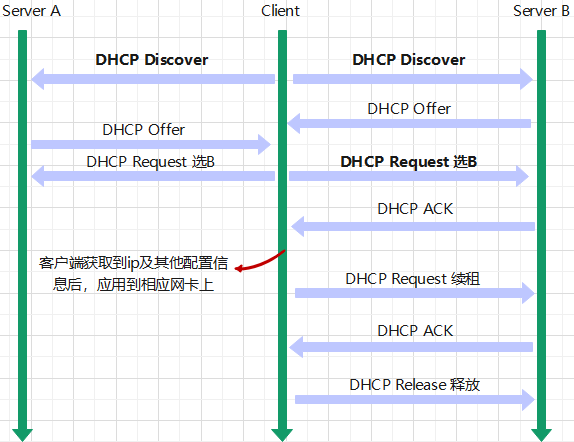 Server A
Client
Server B
DHCP Discover
DHCP Discover
DHCP Offer
DHCP Offer
DHCP Request 选B
DHCP Request 选B
DHCP ACK
客户端获取到ip及其他配置信
息后，应用到相应网卡上
DHCP Request 续租
DHCP ACK
DHCP Release 释放